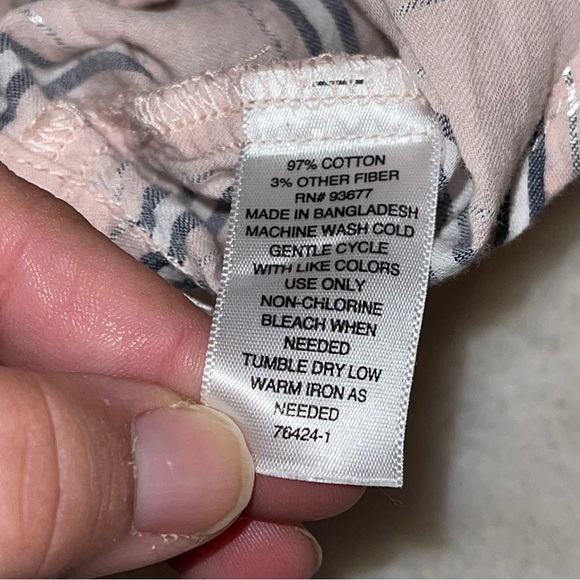 97% COTTON
3% OTHER FIBER
RN# 93677
MADE IN BANGLADESH
MACHINE WASH COLD
GENTLE CYCLE
WITH LIKE COLORS
USE ONLY
NON-CHLORINE
BLEACH WHEN
NEEDED
TUMBLE DRY LOW
WARM IRON AS
NEEDED
76424-1